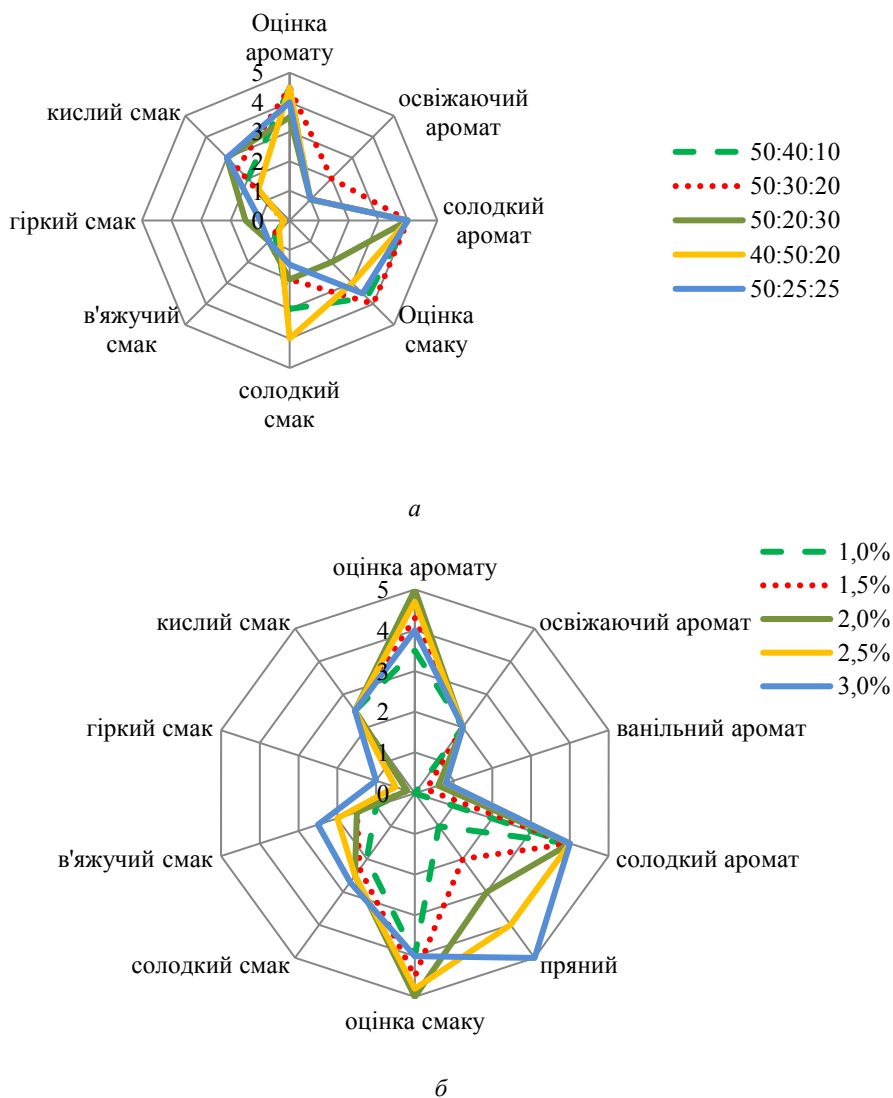 Оцінка
аромату
5
4
3
2
1
0
освіжаючий
аромат
солодкий
аромат
Оцінка
смаку
солодкий
смак
в'яжучий
смак
гіркий смак
кислий смак
50:40:10
50:30:20
50:20:30
40:50:20
50:25:25
а
оцінка аромату
5
4
3
2
1
0
освіжаючий аромат
ванільний аромат
солодкий аромат
пряний
оцінка смаку
солодкий смак
в'яжучий смак
гіркий смак
кислий смак
1,0%
1,5%
2,0%
2,5%
3,0%
б